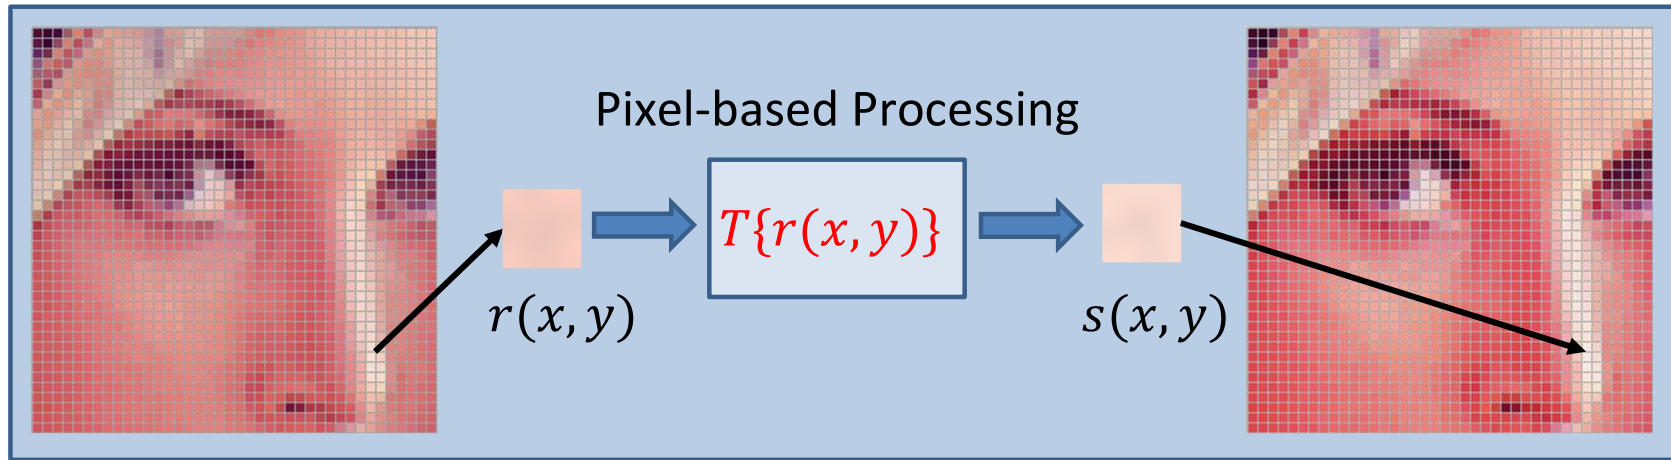 Pixel-based Processing
T{r(x, y)}
r(x, y)
s(x, y)